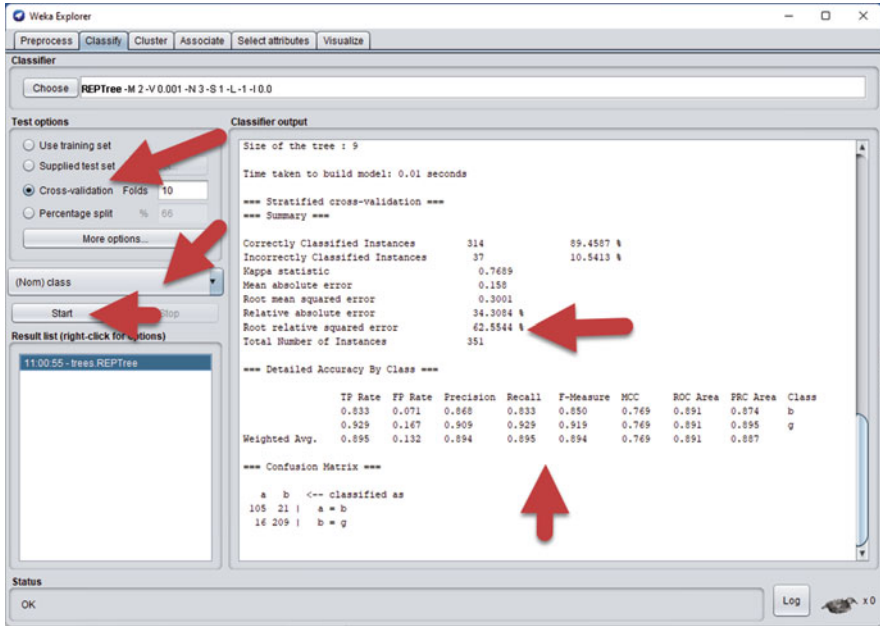 Weka Explorer
Preprocess Classify Cluster Associate Select attributes Visualize
Classifier
Choose REPTree -M 2 -V 0.001 -N 3 -S 1 -L -1 -I 0.0
Test options
Use training set
Supplied test set
Cross-validation Folds 10
Percentage split % 66
More options...
(Nom) class
Start
Result list (right-click for options)
11:00:55 - trees.REPTree
Classifier output
Size of the tree : 9
Time taken to build model: 0.01 seconds
=== Stratified cross-validation ===
=== Summary ===
Correctly Classified Instances 314 89.4587 %
Incorrectly Classified Instances 37 10.5413 %
Kappa statistic 0.7689
Mean absolute error 0.158
Root mean squared error 0.3001
Relative absolute error 34.3084 %
Root relative squared error 62.5544 %
Total Number of Instances 351
=== Detailed Accuracy By Class ===
TP Rate FP Rate Precision Recall F-Measure MCC ROC Area PRC Area Class
0.833 0.071 0.868 0.833 0.850 0.769 0.891 0.874 b
0.929 0.167 0.909 0.929 0.919 0.769 0.891 0.895 g
Weighted Avg. 0.895 0.132 0.894 0.895 0.894 0.769 0.891 0.887
=== Confusion Matrix ===
a b <-- classified as
105 21 | a = b
16 209 | b = g
Status
OK
Log
x 0